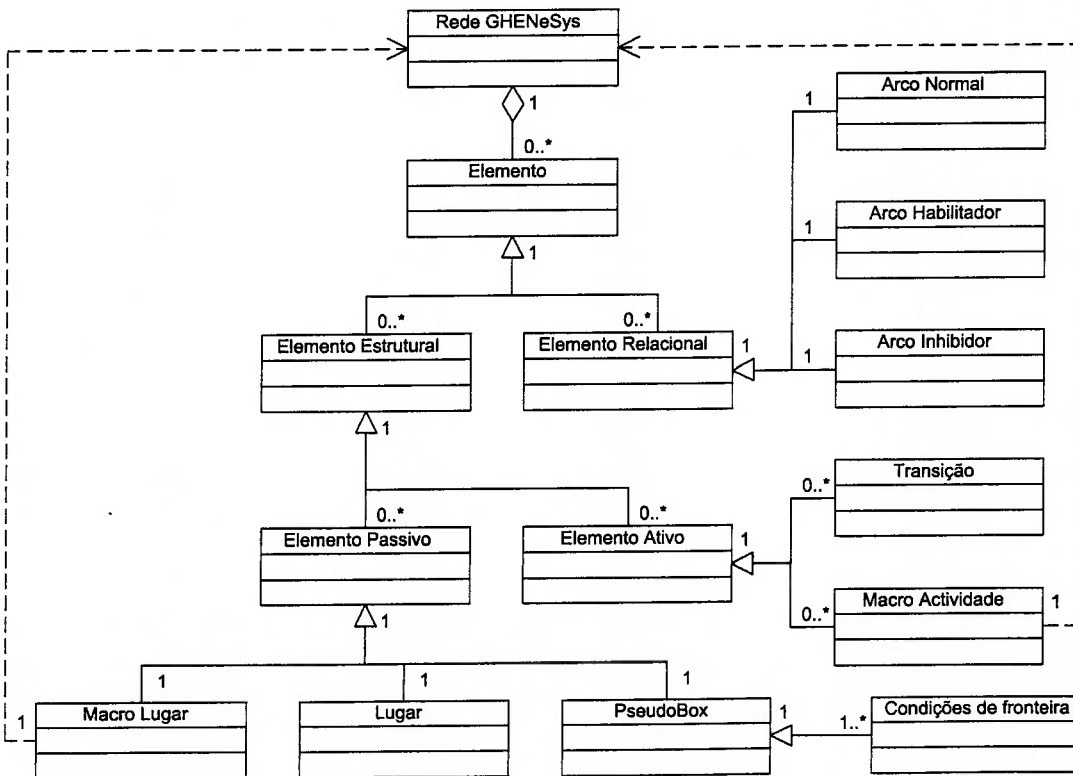 Rede GHENeSys
1
0..*
Elemento
1
0..*
0..*
Elemento Estrutural
Elemento Relacional
1
1
Arco Normal
1
Arco Habilitador
1
Arco Inhibidor
1
0..*
0..*
Elemento Passivo
Elemento Ativo
1
0..*
Transição
0..*
Macro Actividade
1
1
1
1
1
1
Macro Lugar
Lugar
PseudoBox
1
1..*
Condições de fronteira